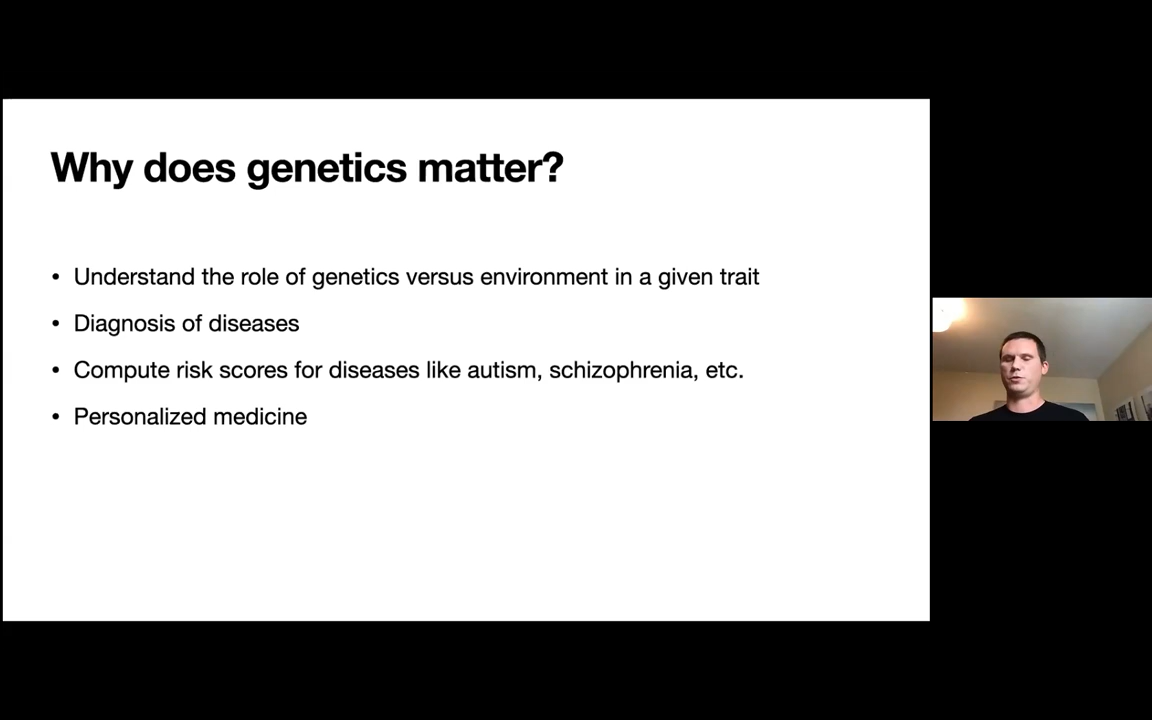 Why does genetics matter?
• Understand the role of genetics versus environment in a given trait
• Diagnosis of diseases
• Compute risk scores for diseases like autism, schizophrenia, etc.
• Personalized medicine